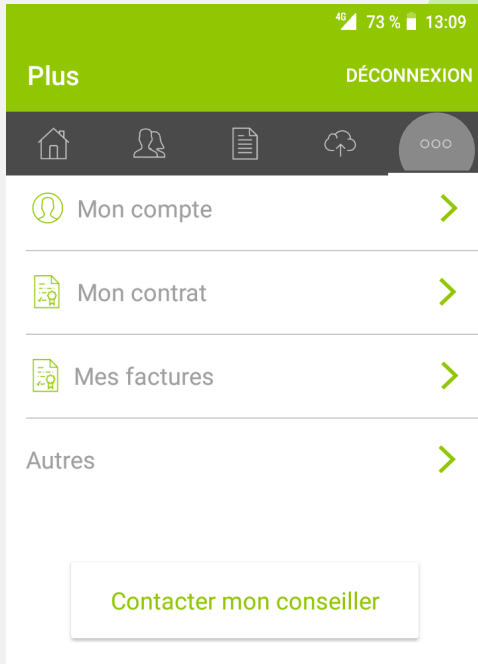 4G 73 % 13:09
Plus DÉCONNEXION
Mon compte
Mon contrat
Mes factures
Autres
Contacter mon conseiller